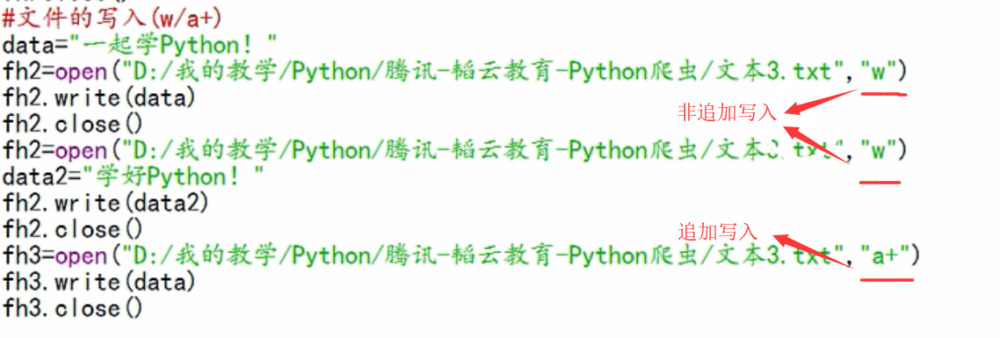 #文件的写入(w/a+)
data="一起学Python！"
fh2=open("D:/我的教学/Python/腾讯-韬云教育-Python爬虫/文本3.txt","w")
fh2.write(data)
非追加写入
fh2.close()
fh2=open("D:/我的教学/Python/腾讯-韬云教育-Python爬虫/文本3.txt","w")
data2="学好Python！"
fh2.write(data2)
fh2.close()
追加写入
fh3=open("D:/我的教学/Python/腾讯-韬云教育-Python爬虫/文本3.txt","a+")
fh3.write(data)
fh3.close()